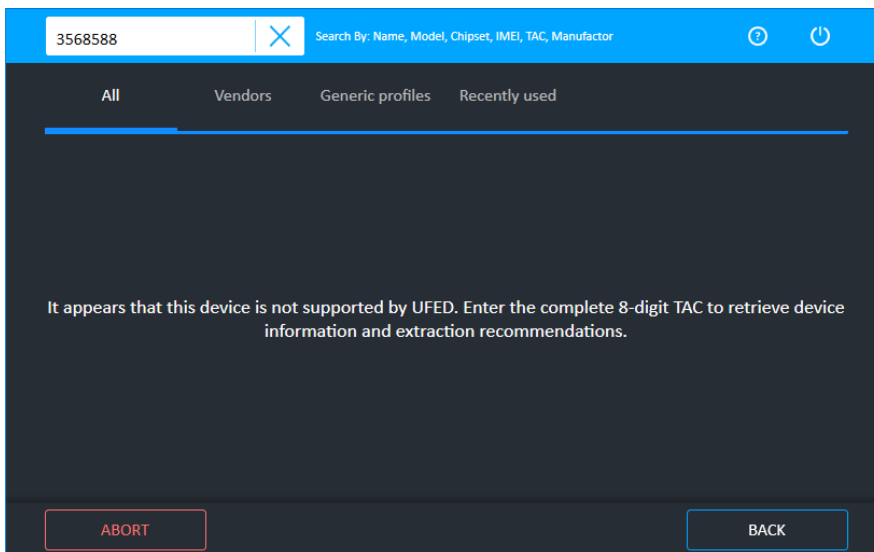 3568588
Search By: Name, Model, Chipset, IMEI, TAC, Manufactor
All Vendors Generic profiles Recently used
It appears that this device is not supported by UFED. Enter the complete 8-digit TAC to retrieve device
information and extraction recommendations.
ABORT BACK